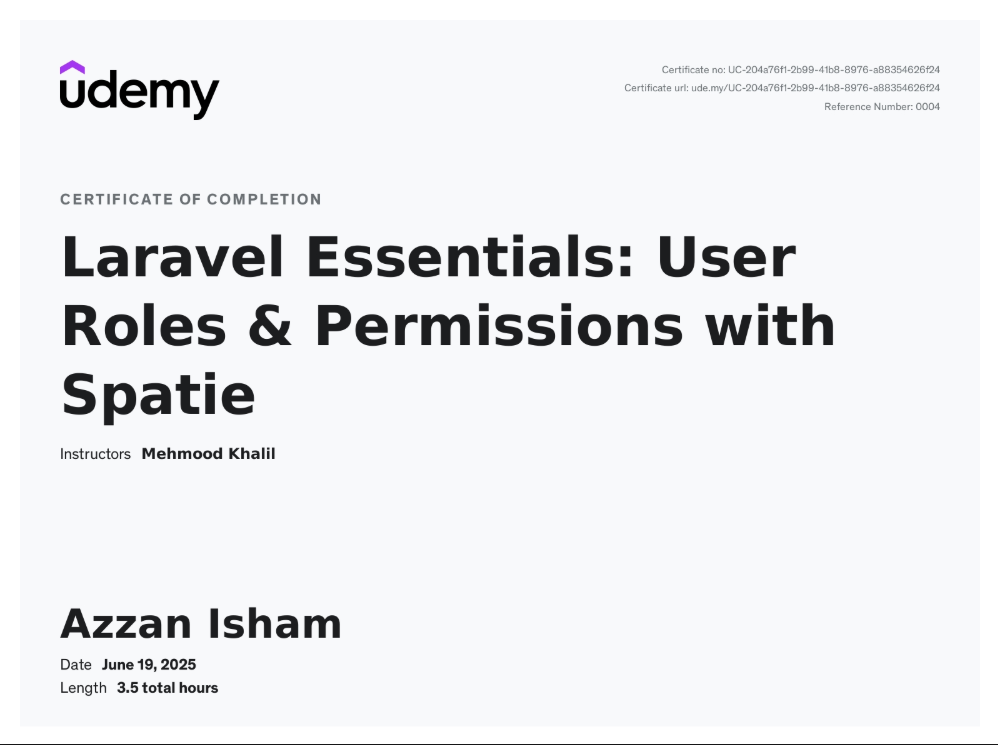 udemy
Certificate no: UC-204a76f1-2b99-41b8-8976-a88354626f24
Certificate url: ude.my/UC-204a76f1-2b99-41b8-8976-a88354626f24
Reference Number: 0004
CERTIFICATE OF COMPLETION
Laravel Essentials: User
Roles & Permissions with
Spatie
Instructors Mehmood Khalil
Azzan Isham
Date June 19, 2025
Length 3.5 total hours